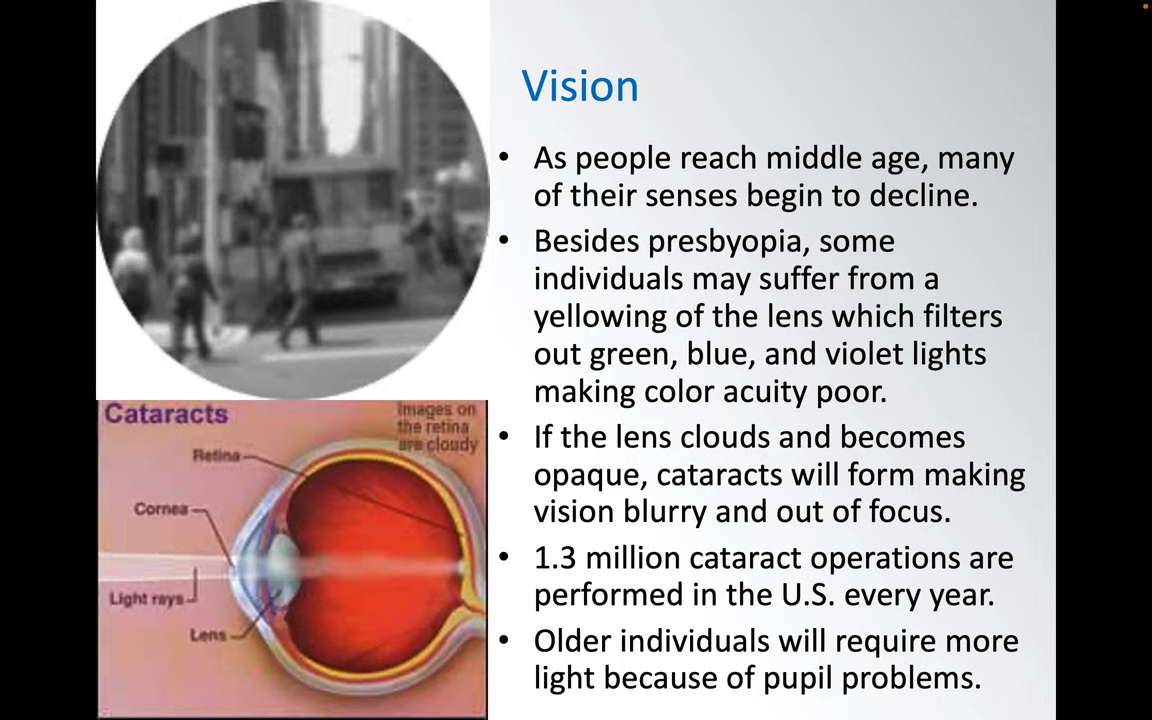 Vision
• As people reach middle age, many
of their senses begin to decline.
• Besides presbyopia, some
individuals may suffer from a
yellowing of the lens which filters
out green, blue, and violet lights
making color acuity poor.
• If the lens clouds and becomes
opaque, cataracts will form making
vision blurry and out of focus.
• 1.3 million cataract operations are
performed in the U.S. every year.
• Older individuals will require more
light because of pupil problems.
Cataracts
Images on
the retina
are cloudy
Retina
Cornea
Light rays
Lens